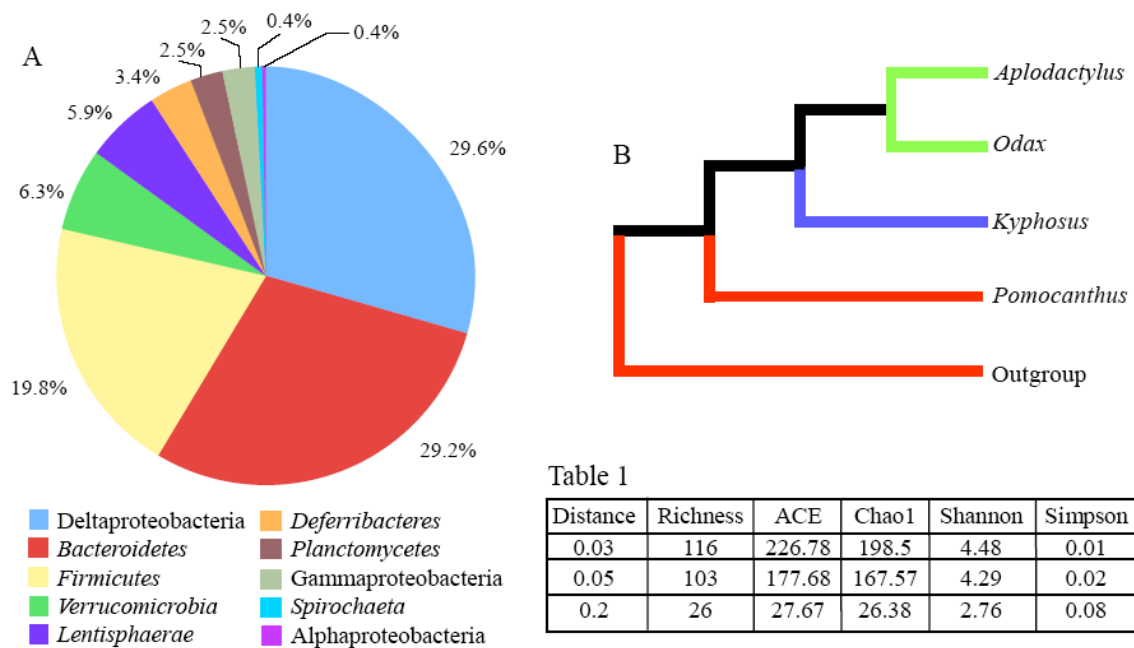 A
0.4%
0.4%
2.5%
2.5%
3.4%
5.9%
6.3%
19.8%
29.2%
29.6%
Deltaproteobacteria
Bacteroidetes
Firmicutes
Verrucomicrobia
Lentisphaerae
Deferribacteres
Planctomycetes
Gammaproteobacteria
Spirochaeta
Alphaproteobacteria
B
Aplodactylus
Odax
Kyphosus
Pomocanthus
Outgroup
Table 1
Distance Richness ACE Chao1 Shannon Simpson
0.03 116 226.78 198.5 4.48 0.01
0.05 103 177.68 167.57 4.29 0.02
0.2 26 27.67 26.38 2.76 0.08